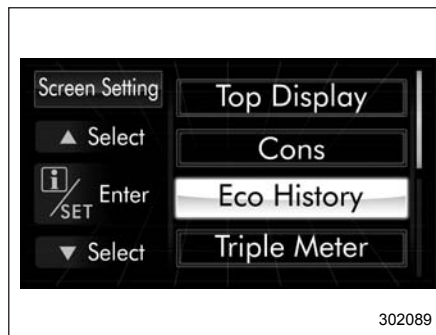 Screen Setting
▲ Select
i/SET Enter
▼ Select
Top Display
Cons
Eco History
Triple Meter
302089